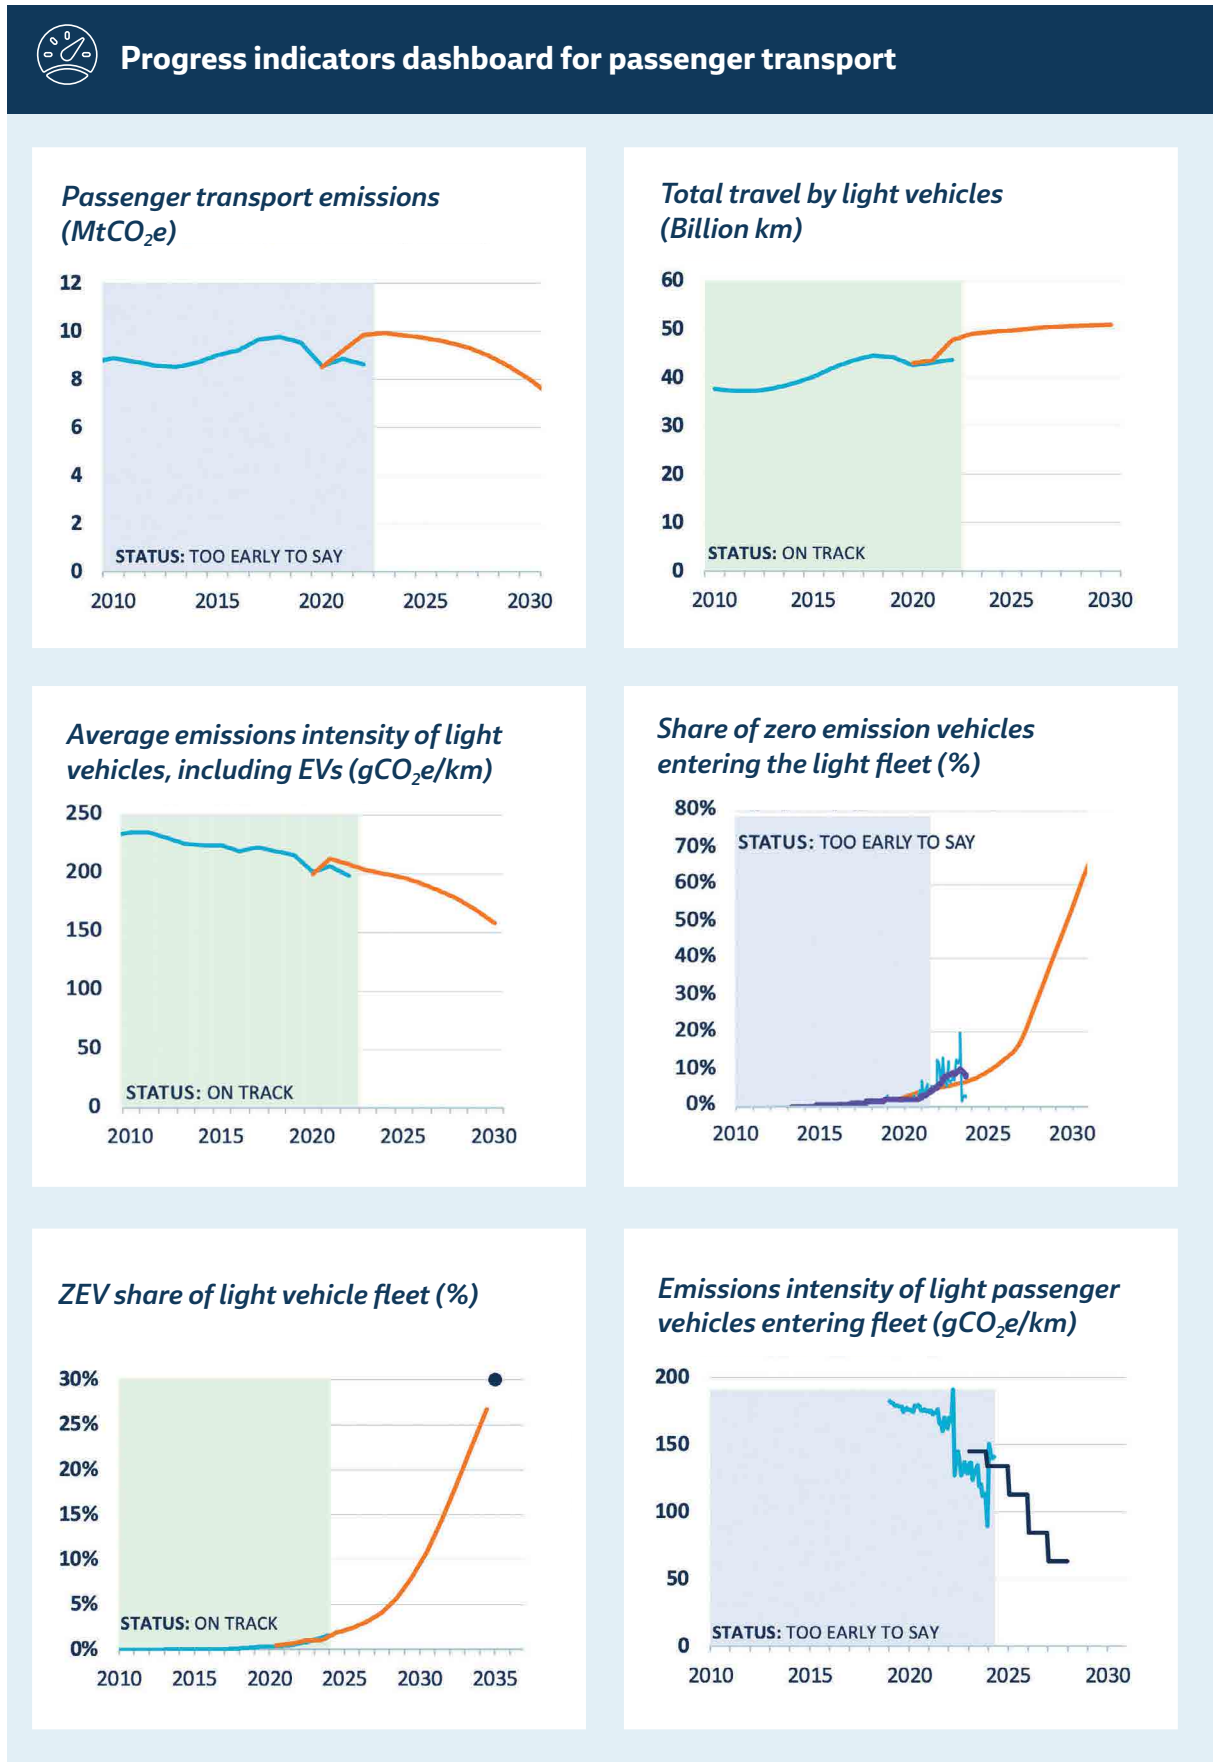 Progress indicators dashboard for passenger transport
Passenger transport emissions
(MtCO₂e)
12
10
8
6
4
2
0
STATUS: TOO EARLY TO SAY
2010 2015 2020 2025 2030
Total travel by light vehicles
(Billion km)
60
50
40
30
20
10
0
STATUS: ON TRACK
2010 2015 2020 2025 2030
Average emissions intensity of light
vehicles, including EVs (gCO₂e/km)
250
200
150
100
50
0
STATUS: ON TRACK
2010 2015 2020 2025 2030
Share of zero emission vehicles
entering the light fleet (%)
80%
70%
60%
50%
40%
30%
20%
10%
0%
STATUS: TOO EARLY TO SAY
2010 2015 2020 2025 2030
ZEV share of light vehicle fleet (%)
30%
25%
20%
15%
10%
5%
0%
STATUS: ON TRACK
2010 2015 2020 2025 2030 2035
Emissions intensity of light passenger
vehicles entering fleet (gCO₂e/km)
200
150
100
50
0
STATUS: TOO EARLY TO SAY
2010 2015 2020 2025 2030